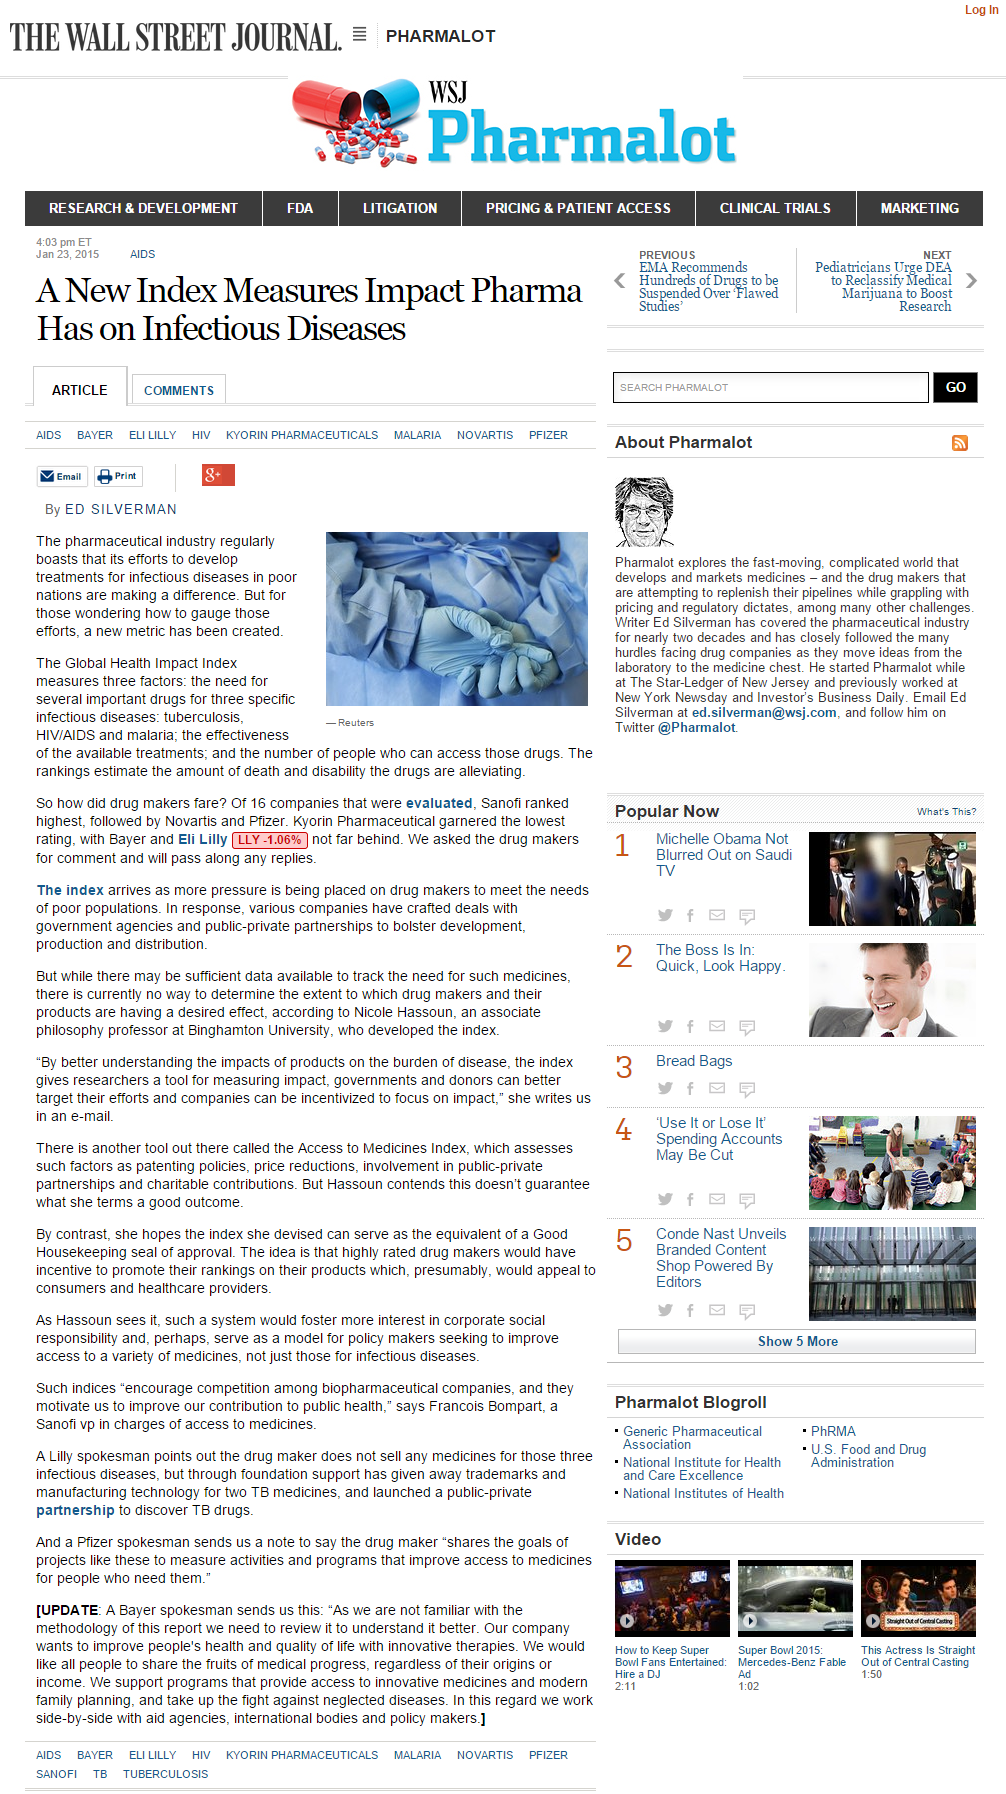 Log In
THE WALL STREET JOURNAL.
PHARMALOT
WSJ
Pharmalot
RESEARCH & DEVELOPMENT
FDA
LITIGATION
PRICING & PATIENT ACCESS
CLINICAL TRIALS
MARKETING
4:03 pm ET
Jan 23, 2015
AIDS
A New Index Measures Impact Pharma
Has on Infectious Diseases
ARTICLE
COMMENTS
AIDS BAYER ELI LILLY HIV KYORIN PHARMACEUTICALS MALARIA NOVARTIS PFIZER
Email
Print
g+
By ED SILVERMAN
The pharmaceutical industry regularly
boasts that its efforts to develop
treatments for infectious diseases in poor
nations are making a difference. But for
those wondering how to gauge those
efforts, a new metric has been created.
— Reuters
The Global Health Impact Index
measures three factors: the need for
several important drugs for three specific
infectious diseases: tuberculosis,
HIV/AIDS and malaria; the effectiveness
of the available treatments; and the number of people who can access those drugs. The
rankings estimate the amount of death and disability the drugs are alleviating.
So how did drug makers fare? Of 16 companies that were evaluated, Sanofi ranked
highest, followed by Novartis and Pfizer. Kyorin Pharmaceutical garnered the lowest
rating, with Bayer and Eli Lilly LLY -1.06% not far behind. We asked the drug makers
for comment and will pass along any replies.
The index arrives as more pressure is being placed on drug makers to meet the needs
of poor populations. In response, various companies have crafted deals with
government agencies and public-private partnerships to bolster development,
production and distribution.
But while there may be sufficient data available to track the need for such medicines,
there is currently no way to determine the extent to which drug makers and their
products are having a desired effect, according to Nicole Hassoun, an associate
philosophy professor at Binghamton University, who developed the index.
“By better understanding the impacts of products on the burden of disease, the index
gives researchers a tool for measuring impact, governments and donors can better
target their efforts and companies can be incentivized to focus on impact,” she writes us
in an e-mail.
There is another tool out there called the Access to Medicines Index, which assesses
such factors as patenting policies, price reductions, involvement in public-private
partnerships and charitable contributions. But Hassoun contends this doesn’t guarantee
what she terms a good outcome.
By contrast, she hopes the index she devised can serve as the equivalent of a Good
Housekeeping seal of approval. The idea is that highly rated drug makers would have
incentive to promote their rankings on their products which, presumably, would appeal to
consumers and healthcare providers.
As Hassoun sees it, such a system would foster more interest in corporate social
responsibility and, perhaps, serve as a model for policy makers seeking to improve
access to a variety of medicines, not just those for infectious diseases.
Such indices “encourage competition among biopharmaceutical companies, and they
motivate us to improve our contribution to public health,” says Francois Bompart, a
Sanofi vp in charges of access to medicines.
A Lilly spokesman points out the drug maker does not sell any medicines for those three
infectious diseases, but through foundation support has given away trademarks and
manufacturing technology for two TB medicines, and launched a public-private
partnership to discover TB drugs.
And a Pfizer spokesman sends us a note to say the drug maker “shares the goals of
projects like these to measure activities and programs that improve access to medicines
for people who need them.”
[UPDATE: A Bayer spokesman sends us this: “As we are not familiar with the
methodology of this report we need to review it to understand it better. Our company
wants to improve people's health and quality of life with innovative therapies. We would
like all people to share the fruits of medical progress, regardless of their origins or
income. We support programs that provide access to innovative medicines and modern
family planning, and take up the fight against neglected diseases. In this regard we work
side-by-side with aid agencies, international bodies and policy makers.]
AIDS BAYER ELI LILLY HIV KYORIN PHARMACEUTICALS MALARIA NOVARTIS PFIZER
SANOFI TB TUBERCULOSIS
PREVIOUS
EMA Recommends
Hundreds of Drugs to be
Suspended Over ‘Flawed
Studies’
NEXT
Pediatricians Urge DEA
to Reclassify Medical
Marijuana to Boost
Research
SEARCH PHARMALOT
GO
About Pharmalot
Pharmalot explores the fast-moving, complicated world that
develops and markets medicines – and the drug makers that
are attempting to replenish their pipelines while grappling with
pricing and regulatory dictates, among many other challenges.
Writer Ed Silverman has covered the pharmaceutical industry
for nearly two decades and has closely followed the many
hurdles facing drug companies as they move ideas from the
laboratory to the medicine chest. He started Pharmalot while
at The Star-Ledger of New Jersey and previously worked at
New York Newsday and Investor’s Business Daily. Email Ed
Silverman at ed.silverman@wsj.com, and follow him on
Twitter @Pharmalot.
Popular Now
What's This?
1
Michelle Obama Not
Blurred Out on Saudi
TV
2
The Boss Is In:
Quick, Look Happy.
3
Bread Bags
4
‘Use It or Lose It’
Spending Accounts
May Be Cut
5
Conde Nast Unveils
Branded Content
Shop Powered By
Editors
Show 5 More
Pharmalot Blogroll
Generic Pharmaceutical
Association
National Institute for Health
and Care Excellence
National Institutes of Health
PhRMA
U.S. Food and Drug
Administration
Video
Straight Out of Central Casting
How to Keep Super
Bowl Fans Entertained:
Hire a DJ
2:11
Super Bowl 2015:
Mercedes-Benz Fable
Ad
1:02
This Actress Is Straight
Out of Central Casting
1:50